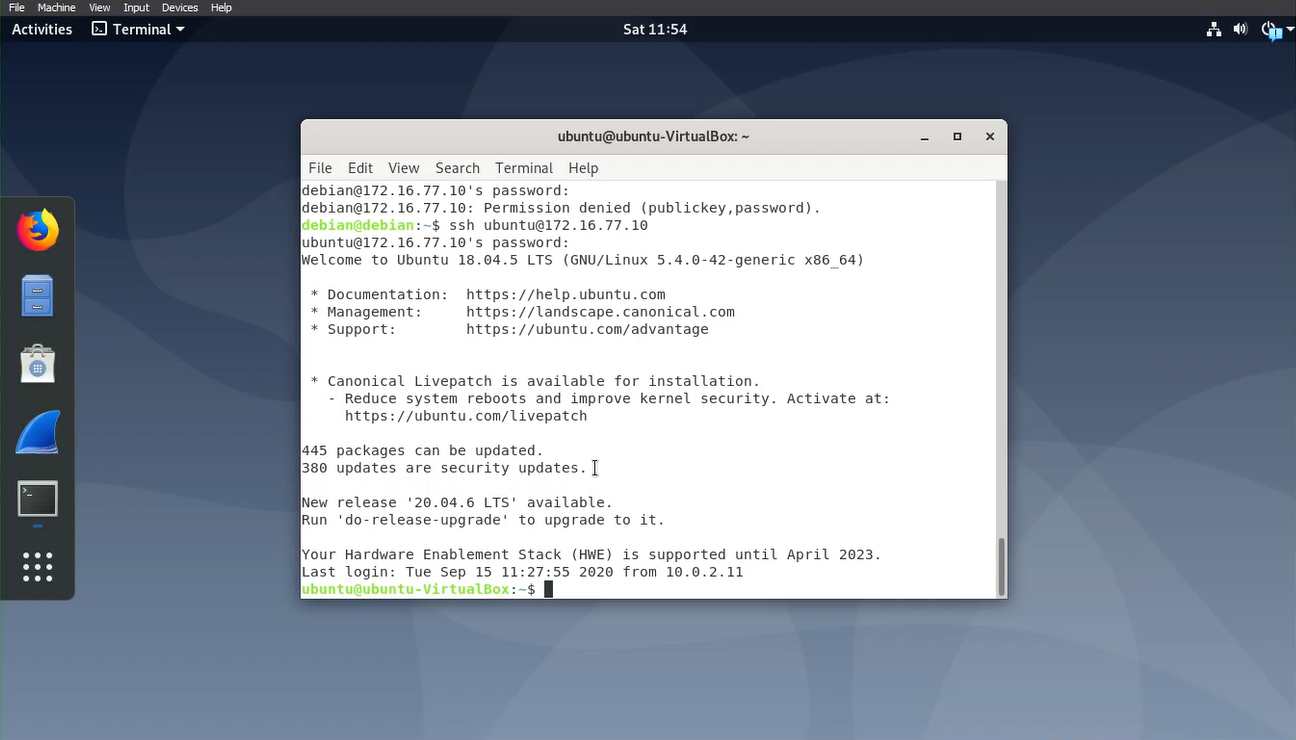 File Machine View Input Devices Help
Activities Terminal Sat 11:54
ubuntu@ubuntu-VirtualBox: ~
File Edit View Search Terminal Help
debian@172.16.77.10's password:
debian@172.16.77.10: Permission denied (publickey,password).
debian@debian:~$ ssh ubuntu@172.16.77.10
ubuntu@172.16.77.10's password:
Welcome to Ubuntu 18.04.5 LTS (GNU/Linux 5.4.0-42-generic x86_64)
* Documentation: https://help.ubuntu.com
* Management: https://landscape.canonical.com
* Support: https://ubuntu.com/advantage
* Canonical Livepatch is available for installation.
- Reduce system reboots and improve kernel security. Activate at:
https://ubuntu.com/livepatch
445 packages can be updated.
380 updates are security updates.
New release '20.04.6 LTS' available.
Run 'do-release-upgrade' to upgrade to it.
Your Hardware Enablement Stack (HWE) is supported until April 2023.
Last login: Tue Sep 15 11:27:55 2020 from 10.0.2.11
ubuntu@ubuntu-VirtualBox:~$